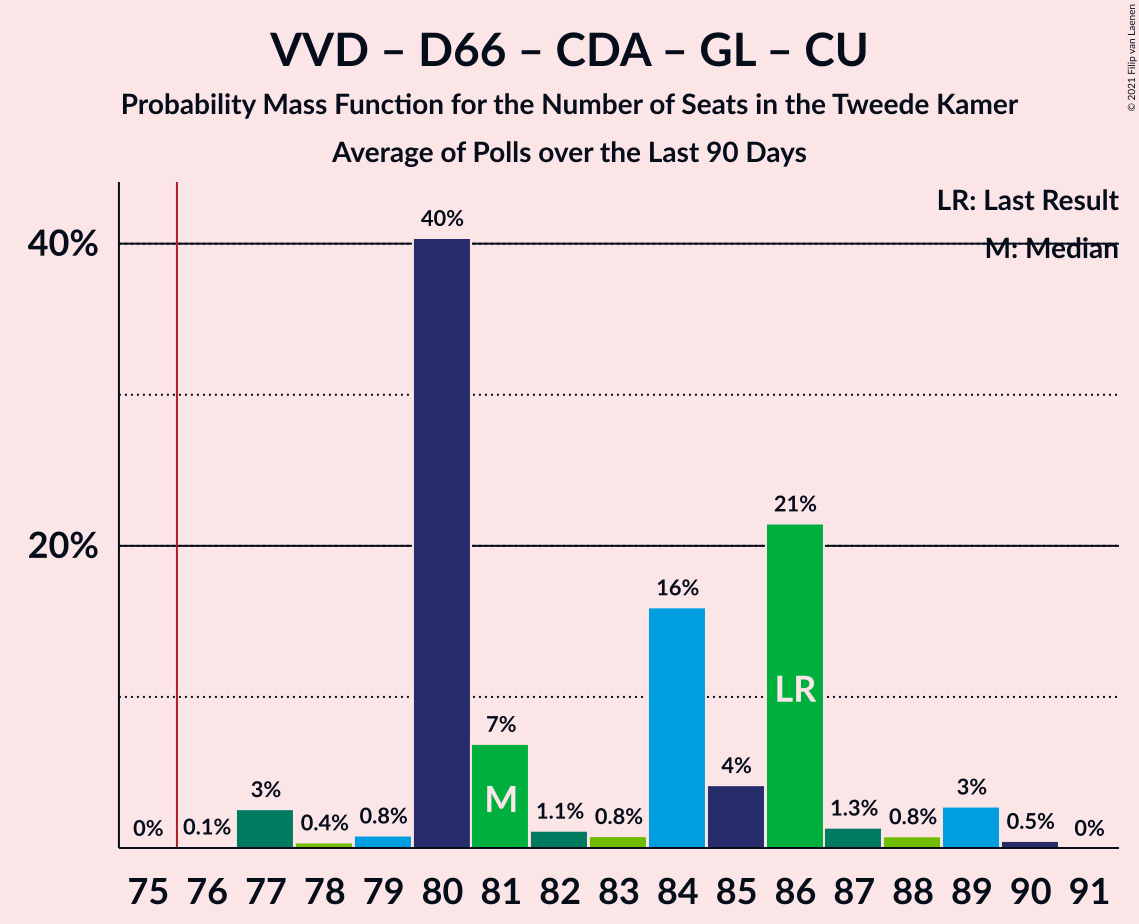 VVD – D66 – CDA – GL – CU
Probability Mass Function for the Number of Seats in the Tweede Kamer
Average of Polls over the Last 90 Days
© 2021 Filip van Laenen
LR: Last Result
M: Median
40%
20%
0%
0.1%
3%
0.4%
0.8%
40%
7%
1.1%
0.8%
16%
4%
21%
1.3%
0.8%
3%
0.5%
0%
M
LR
75 76 77 78 79 80 81 82 83 84 85 86 87 88 89 90 91